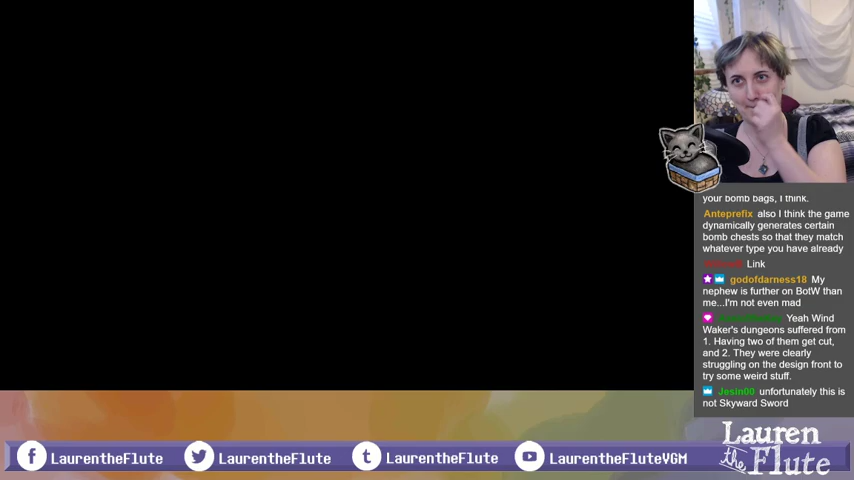 your bomb bags, I think.
Anteprefix also I think the game
dynamically generates certain
bomb chests so that they match
whatever type you have already
Link
godofdarness18 My
nephew is further on BotW than
me...I'm not even mad
Yeah Wind
Waker's dungeons suffered from
1. Having two of them get cut,
and 2. They were clearly
struggling on the design front to
try some weird stuff.
Jesin00 unfortunately this is
not Skyward Sword
Lauren
the Flute
LaurentheFlute
LaurentheFlute
LaurentheFlute
LaurentheFluteVGM